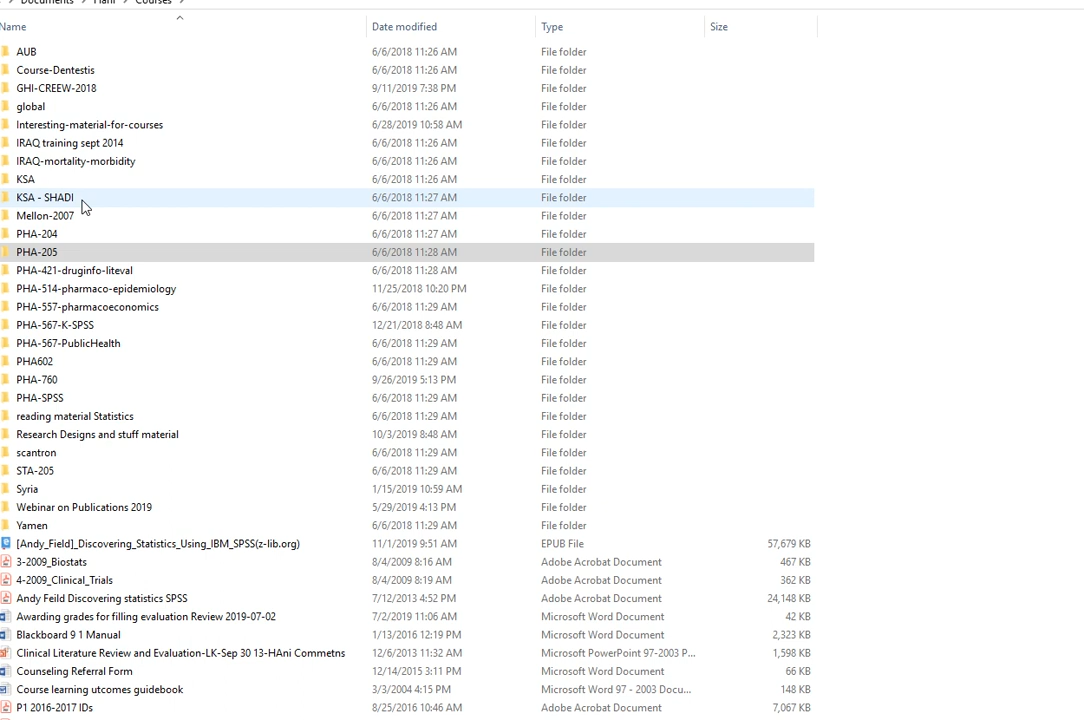 Documents > Hani > Courses >
Name Date modified Type Size
AUB 6/6/2018 11:26 AM File folder
Course-Dentestis 6/6/2018 11:26 AM File folder
GHI-CREEW-2018 9/11/2019 7:38 PM File folder
global 6/6/2018 11:26 AM File folder
Interesting-material-for-courses 6/28/2019 10:58 AM File folder
IRAQ training sept 2014 6/6/2018 11:26 AM File folder
IRAQ-mortality-morbidity 6/6/2018 11:26 AM File folder
KSA 6/6/2018 11:26 AM File folder
KSA - SHADI 6/6/2018 11:27 AM File folder
Mellon-2007 6/6/2018 11:27 AM File folder
PHA-204 6/6/2018 11:27 AM File folder
PHA-205 6/6/2018 11:28 AM File folder
PHA-421-druginfo-literval 6/6/2018 11:28 AM File folder
PHA-514-pharmaco-epidemiology 11/25/2018 10:20 PM File folder
PHA-557-pharmacoeconomics 6/6/2018 11:29 AM File folder
PHA-567-K-SPSS 12/21/2018 8:48 AM File folder
PHA-567-PublicHealth 6/6/2018 11:29 AM File folder
PHA602 6/6/2018 11:29 AM File folder
PHA-760 9/26/2019 5:13 PM File folder
PHA-SPSS 6/6/2018 11:29 AM File folder
reading material Statistics 6/6/2018 11:29 AM File folder
Research Designs and stuff material 10/3/2019 8:48 AM File folder
scantron 6/6/2018 11:29 AM File folder
STA-205 6/6/2018 11:29 AM File folder
Syria 1/15/2019 10:59 AM File folder
Webinar on Publications 2019 5/29/2019 4:13 PM File folder
Yamen 6/6/2018 11:29 AM File folder
[Andy_Field]_Discovering_Statistics_Using_IBM_SPSS(z-lib.org) 11/1/2019 9:51 AM EPUB File 57,679 KB
3-2009_Biostats 8/4/2009 8:16 AM Adobe Acrobat Document 467 KB
4-2009_Clinical_Trials 8/4/2009 8:19 AM Adobe Acrobat Document 362 KB
Andy Feild Discovering statistics SPSS 7/12/2013 4:52 PM Adobe Acrobat Document 24,148 KB
Awarding grades for filling evaluation Review 2019-07-02 7/2/2019 11:06 AM Microsoft Word Document 42 KB
Blackboard 9 1 Manual 1/13/2016 12:19 PM Microsoft Word Document 2,323 KB
Clinical Literature Review and Evaluation-LK-Sep 30 13-HAni Commetns 12/6/2013 11:32 AM Microsoft PowerPoint 97-2003 P... 1,598 KB
Counseling Referral Form 12/14/2015 3:11 PM Microsoft Word Document 66 KB
Course learning utcomes guidebook 3/3/2004 4:15 PM Microsoft Word 97 - 2003 Docu... 148 KB
P1 2016-2017 IDs 8/25/2016 10:46 AM Adobe Acrobat Document 7,067 KB